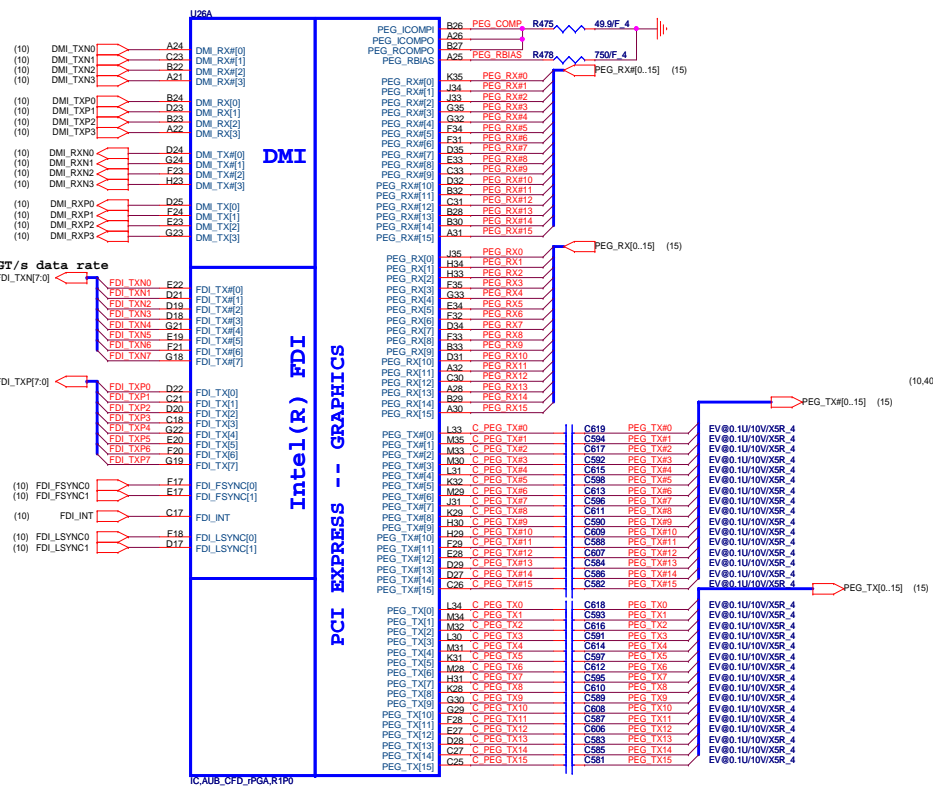 U26A
PEG_ICOMPI B26 PEG_COMP R475 49.9/F_4
PEG_ICOMPO A26
PEG_RCOMPO B27
PEG_RBIAS A25 PEG_RBIAS R478 750/F_4
(10) DMI_TXN0 A24 DMI_RX#[0]
(10) DMI_TXN1 C23 DMI_RX#[1]
(10) DMI_TXN2 B22 DMI_RX#[2]
(10) DMI_TXN3 A21 DMI_RX#[3]
(10) DMI_TXP0 B24 DMI_RX[0]
(10) DMI_TXP1 D23 DMI_RX[1]
(10) DMI_TXP2 B23 DMI_RX[2]
(10) DMI_TXP3 A22 DMI_RX[3]
(10) DMI_RXN0 D24 DMI_TX#[0]
(10) DMI_RXN1 G24 DMI_TX#[1]
(10) DMI_RXN2 F23 DMI_TX#[2]
(10) DMI_RXN3 H23 DMI_TX#[3]
(10) DMI_RXP0 D25 DMI_TX[0]
(10) DMI_RXP1 F24 DMI_TX[1]
(10) DMI_RXP2 E23 DMI_TX[2]
(10) DMI_RXP3 G23 DMI_TX[3]
DMI
PEG_RX#[0..15] (15)
PEG_RX#[0] K35 PEG_RX#0
PEG_RX#[1] J34 PEG_RX#1
PEG_RX#[2] J33 PEG_RX#2
PEG_RX#[3] G35 PEG_RX#3
PEG_RX#[4] G32 PEG_RX#4
PEG_RX#[5] F34 PEG_RX#5
PEG_RX#[6] F31 PEG_RX#6
PEG_RX#[7] D35 PEG_RX#7
PEG_RX#[8] E33 PEG_RX#8
PEG_RX#[9] C33 PEG_RX#9
PEG_RX#[10] D32 PEG_RX#10
PEG_RX#[11] B32 PEG_RX#11
PEG_RX#[12] C31 PEG_RX#12
PEG_RX#[13] B28 PEG_RX#13
PEG_RX#[14] B30 PEG_RX#14
PEG_RX#[15] A31 PEG_RX#15
PEG_RX[0..15] (15)
PEG_RX[0] J35 PEG_RX0
PEG_RX[1] H34 PEG_RX1
PEG_RX[2] H33 PEG_RX2
PEG_RX[3] F35 PEG_RX3
PEG_RX[4] G33 PEG_RX4
PEG_RX[5] E34 PEG_RX5
PEG_RX[6] F32 PEG_RX6
PEG_RX[7] D34 PEG_RX7
PEG_RX[8] F33 PEG_RX8
PEG_RX[9] B33 PEG_RX9
PEG_RX[10] D31 PEG_RX10
PEG_RX[11] A32 PEG_RX11
PEG_RX[12] C30 PEG_RX12
PEG_RX[13] A28 PEG_RX13
PEG_RX[14] B29 PEG_RX14
PEG_RX[15] A30 PEG_RX15
GT/s data rate
FDI_TXN[7:0]
FDI_TXN0 E22 FDI_TX#[0]
FDI_TXN1 D21 FDI_TX#[1]
FDI_TXN2 D19 FDI_TX#[2]
FDI_TXN3 D18 FDI_TX#[3]
FDI_TXN4 G21 FDI_TX#[4]
FDI_TXN5 E19 FDI_TX#[5]
FDI_TXN6 F21 FDI_TX#[6]
FDI_TXN7 G18 FDI_TX#[7]
FDI_TXP[7:0]
FDI_TXP0 D22 FDI_TX[0]
FDI_TXP1 C21 FDI_TX[1]
FDI_TXP2 D20 FDI_TX[2]
FDI_TXP3 C18 FDI_TX[3]
FDI_TXP4 G22 FDI_TX[4]
FDI_TXP5 E20 FDI_TX[5]
FDI_TXP6 F20 FDI_TX[6]
FDI_TXP7 G19 FDI_TX[7]
(10) FDI_FSYNC0 F17 FDI_FSYNC[0]
(10) FDI_FSYNC1 E17 FDI_FSYNC[1]
(10) FDI_INT C17 FDI_INT
(10) FDI_LSYNC0 F18 FDI_LSYNC[0]
(10) FDI_LSYNC1 D17 FDI_LSYNC[1]
Intel(R) FDI
PCI EXPRESS -- GRAPHICS
(10,40
PEG_TX#[0..15] (15)
PEG_TX#[0] L33 C_PEG_TX#0 C619 PEG_TX#0 EV@0.1U/10V/X5R_4
PEG_TX#[1] M35 C_PEG_TX#1 C594 PEG_TX#1 EV@0.1U/10V/X5R_4
PEG_TX#[2] M33 C_PEG_TX#2 C617 PEG_TX#2 EV@0.1U/10V/X5R_4
PEG_TX#[3] M30 C_PEG_TX#3 C592 PEG_TX#3 EV@0.1U/10V/X5R_4
PEG_TX#[4] L31 C_PEG_TX#4 C615 PEG_TX#4 EV@0.1U/10V/X5R_4
PEG_TX#[5] K32 C_PEG_TX#5 C598 PEG_TX#5 EV@0.1U/10V/X5R_4
PEG_TX#[6] M29 C_PEG_TX#6 C613 PEG_TX#6 EV@0.1U/10V/X5R_4
PEG_TX#[7] J31 C_PEG_TX#7 C596 PEG_TX#7 EV@0.1U/10V/X5R_4
PEG_TX#[8] K29 C_PEG_TX#8 C611 PEG_TX#8 EV@0.1U/10V/X5R_4
PEG_TX#[9] H30 C_PEG_TX#9 C590 PEG_TX#9 EV@0.1U/10V/X5R_4
PEG_TX#[10] H29 C_PEG_TX#10 C609 PEG_TX#10 EV@0.1U/10V/X5R_4
PEG_TX#[11] F29 C_PEG_TX#11 C588 PEG_TX#11 EV@0.1U/10V/X5R_4
PEG_TX#[12] E28 C_PEG_TX#12 C607 PEG_TX#12 EV@0.1U/10V/X5R_4
PEG_TX#[13] D29 C_PEG_TX#13 C584 PEG_TX#13 EV@0.1U/10V/X5R_4
PEG_TX#[14] D27 C_PEG_TX#14 C586 PEG_TX#14 EV@0.1U/10V/X5R_4
PEG_TX#[15] C26 C_PEG_TX#15 C582 PEG_TX#15 EV@0.1U/10V/X5R_4
PEG_TX[0..15] (15)
PEG_TX[0] L34 C_PEG_TX0 C618 PEG_TX0 EV@0.1U/10V/X5R_4
PEG_TX[1] M34 C_PEG_TX1 C593 PEG_TX1 EV@0.1U/10V/X5R_4
PEG_TX[2] M32 C_PEG_TX2 C616 PEG_TX2 EV@0.1U/10V/X5R_4
PEG_TX[3] L30 C_PEG_TX3 C591 PEG_TX3 EV@0.1U/10V/X5R_4
PEG_TX[4] M31 C_PEG_TX4 C614 PEG_TX4 EV@0.1U/10V/X5R_4
PEG_TX[5] K31 C_PEG_TX5 C597 PEG_TX5 EV@0.1U/10V/X5R_4
PEG_TX[6] M28 C_PEG_TX6 C612 PEG_TX6 EV@0.1U/10V/X5R_4
PEG_TX[7] H31 C_PEG_TX7 C595 PEG_TX7 EV@0.1U/10V/X5R_4
PEG_TX[8] K28 C_PEG_TX8 C610 PEG_TX8 EV@0.1U/10V/X5R_4
PEG_TX[9] G30 C_PEG_TX9 C589 PEG_TX9 EV@0.1U/10V/X5R_4
PEG_TX[10] G29 C_PEG_TX10 C608 PEG_TX10 EV@0.1U/10V/X5R_4
PEG_TX[11] F28 C_PEG_TX11 C587 PEG_TX11 EV@0.1U/10V/X5R_4
PEG_TX[12] E27 C_PEG_TX12 C606 PEG_TX12 EV@0.1U/10V/X5R_4
PEG_TX[13] D28 C_PEG_TX13 C583 PEG_TX13 EV@0.1U/10V/X5R_4
PEG_TX[14] C27 C_PEG_TX14 C585 PEG_TX14 EV@0.1U/10V/X5R_4
PEG_TX[15] C25 C_PEG_TX15 C581 PEG_TX15 EV@0.1U/10V/X5R_4
IC,AUB_CFD_rPGA,R1P0